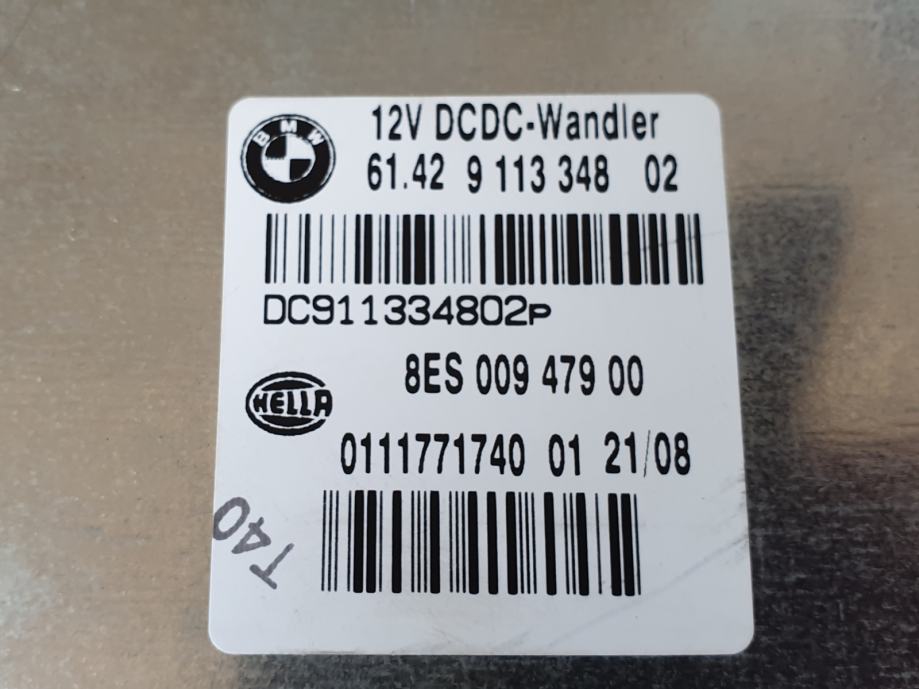 BMW
12V DCDC-Wandler
61.42 9 113 348 02
DC911334802P
8ES 009 479 00
HELLA
0111771740 01 21/08
T40